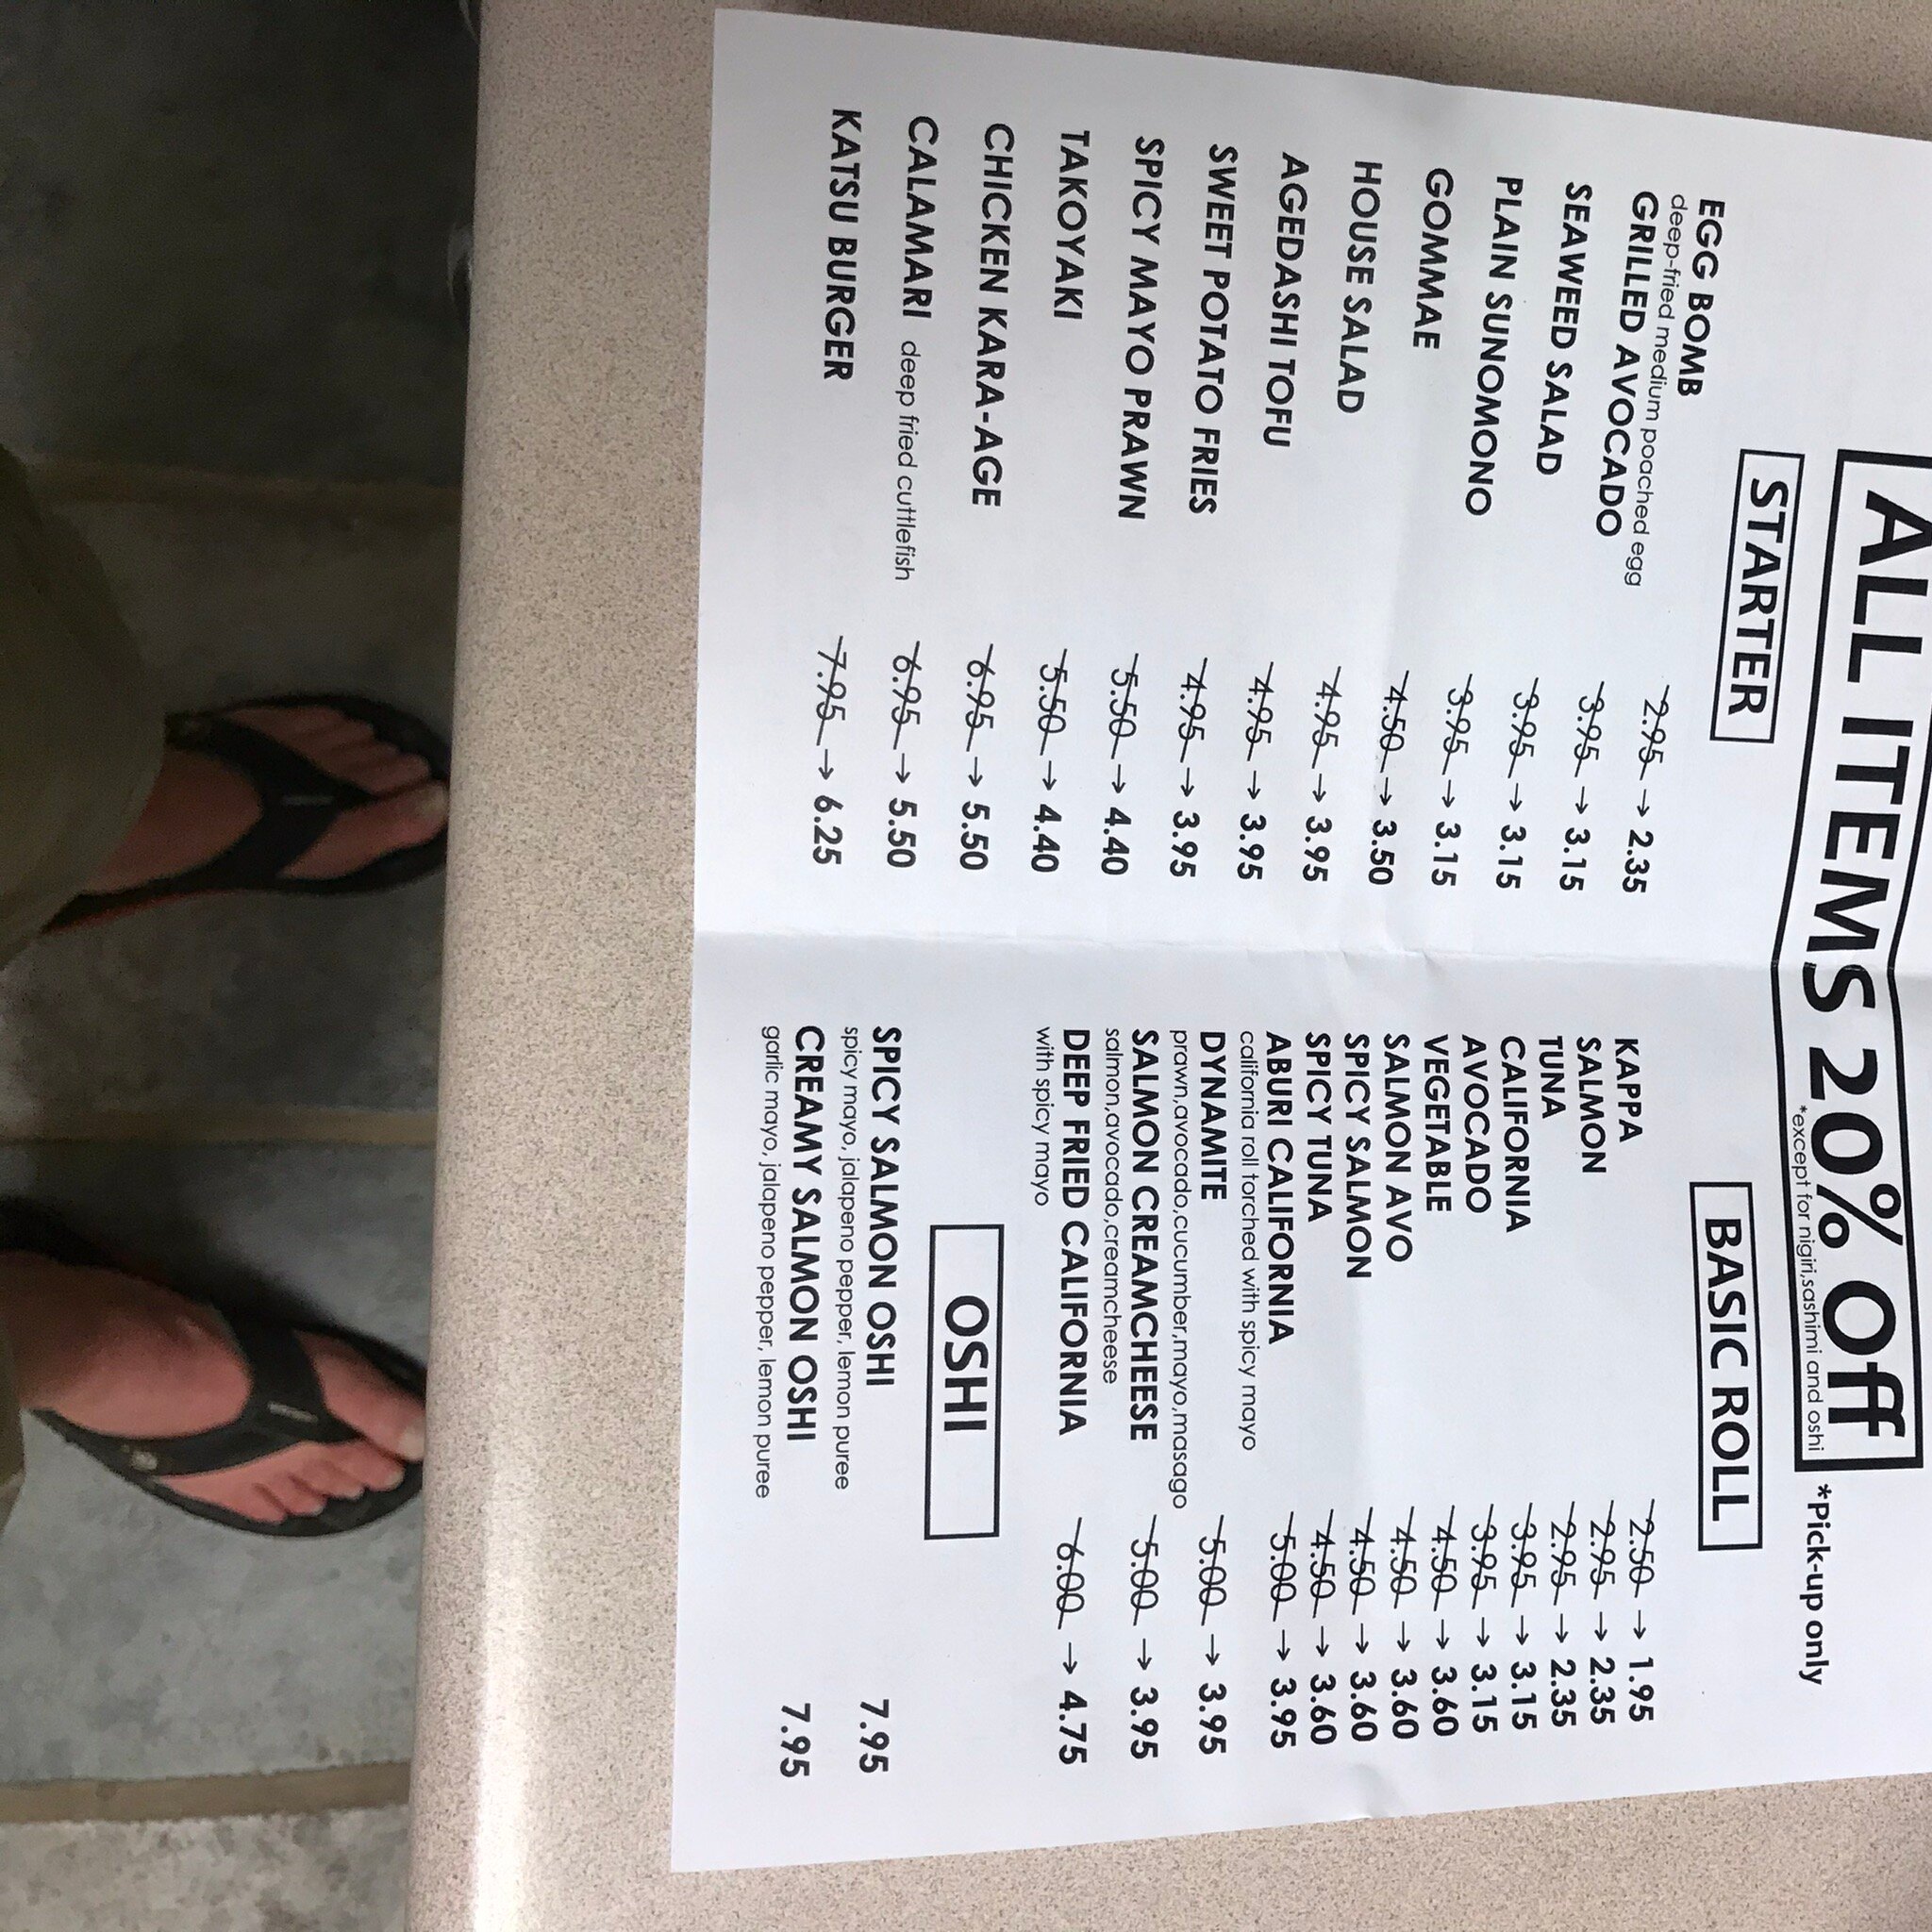 ALL ITEMS 20% Off
*except for nigiri,sashimi and oshi
*Pick-up only
STARTER
EGG BOMB 2.95 → 2.35
deep-fried medium poached egg
GRILLED AVOCADO 3.95 → 3.15
SEAWEED SALAD 3.95 → 3.15
PLAIN SUNOMONO 3.95 → 3.15
GOMMAE 4.50 → 3.50
HOUSE SALAD 4.95 → 3.95
AGEDASHI TOFU 4.95 → 3.95
SWEET POTATO FRIES 4.95 → 3.95
SPICY MAYO PRAWN 5.50 → 4.40
TAKOYAKI 5.50 → 4.40
CHICKEN KARA-AGE 6.95 → 5.50
CALAMARI deep fried cuttlefish 6.95 → 5.50
KATSU BURGER 7.95 → 6.25
BASIC ROLL
KAPPA 2.50 → 1.95
SALMON 2.95 → 2.35
TUNA 2.95 → 2.35
CALIFORNIA 3.95 → 3.15
AVOCADO 3.95 → 3.15
VEGETABLE 4.50 → 3.60
SALMON AVO 4.50 → 3.60
SPICY SALMON 4.50 → 3.60
SPICY TUNA 4.50 → 3.60
ABURI CALIFORNIA 5.00 → 3.95
california roll torched with spicy mayo
DYNAMITE 5.00 → 3.95
prawn,avocado,cucumber,mayo,masago
SALMON CREAMCHEESE 5.00 → 3.95
salmon,avocado,creamcheese
DEEP FRIED CALIFORNIA 6.00 → 4.75
with spicy mayo
OSHI
SPICY SALMON OSHI 7.95
spicy mayo, jalapeno pepper, lemon puree
CREAMY SALMON OSHI 7.95
garlic mayo, jalapeno pepper, lemon puree